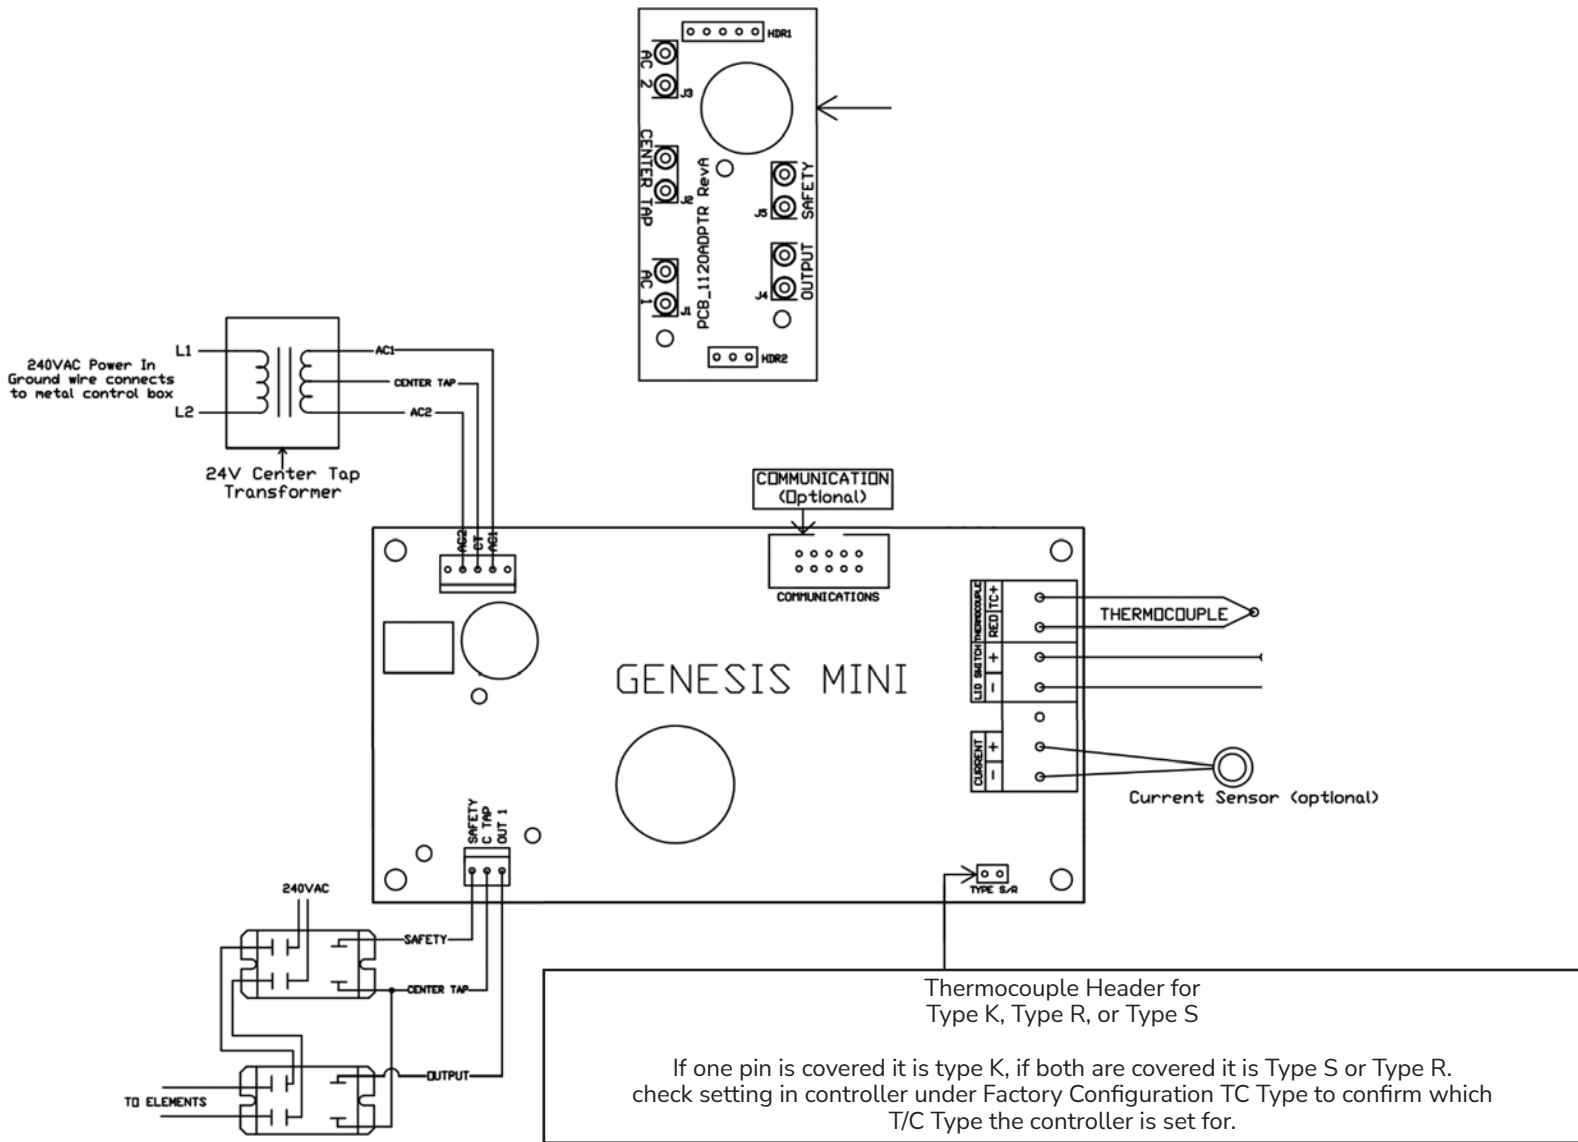 HDR1
AC 2
J3
CENTER TAP
J2
AC 1
J1
PCB_1120ADPTR RevA
SAFETY
J5
OUTPUT
J4
HDR2
240VAC Power In
Ground wire connects
to metal control box
L1
L2
AC1
CENTER TAP
AC2
24V Center Tap
Transformer
COMMUNICATION
(Optional)
AC2
CT
AC1
COMMUNICATIONS
GENESIS MINI
THERMOCOUPLE
TC+
RED
LID SWITCH
+
-
CURRENT
+
-
THERMOCOUPLE
Current Sensor (optional)
SAFETY
C TAP
OUT 1
TYPE S/R
240VAC
SAFETY
CENTER TAP
OUTPUT
TO ELEMENTS
Thermocouple Header for
Type K, Type R, or Type S
If one pin is covered it is type K, if both are covered it is Type S or Type R.
check setting in controller under Factory Configuration TC Type to confirm which
T/C Type the controller is set for.